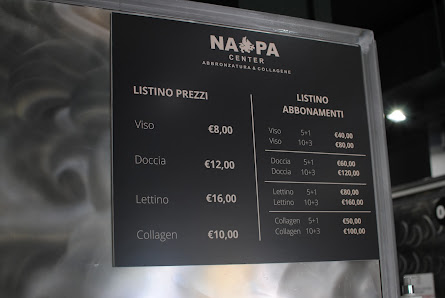 NA PA
CENTER
ABBRONZATURA & COLLAGENE
LISTINO PREZZI
Viso €8,00
Doccia €12,00
Lettino €16,00
Collagen €10,00
LISTINO
ABBONAMENTI
Viso 5+1 €40,00
Viso 10+3 €80,00
Doccia 5+1 €60,00
Doccia 10+3 €120,00
Lettino 5+1 €80,00
Lettino 10+3 €160,00
Collagen 5+1 €50,00
Collagen 10+3 €100,00